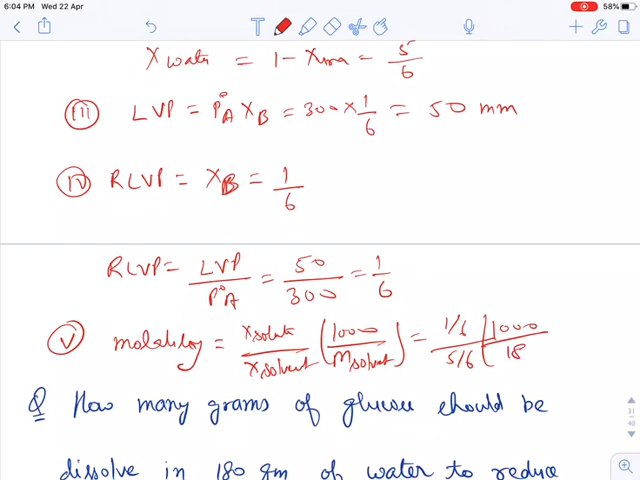 6:04 PM Wed 22 Apr
58%
X water = 1 - X urea = 5/6
(iii) LVP = P°A XB = 300 × 1/6 = 50 mm
(iv) RLVP = XB = 1/6
RLVP = LVP/P°A = 50/300 = 1/6
(v) molality = x solute/x solvent (1000/M solvent) = 1/6/5/6 (1000/18
Q How many grams of glucose should be
dissolve in 180 gm of water to reduce
31
40